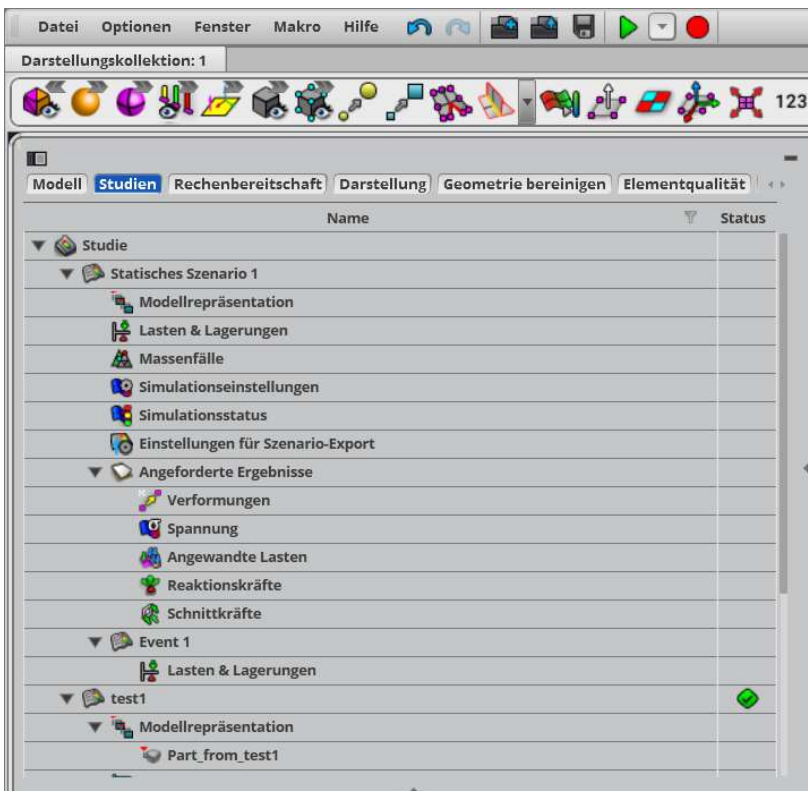 Datei Optionen Fenster Makro Hilfe
Darstellungskollektion: 1
123
Modell Studien Rechenbereitschaft Darstellung Geometrie bereinigen Elementqualität
Name Status
Studie
Statisches Szenario 1
Modellrepräsentation
Lasten & Lagerungen
Massenfälle
Simulationseinstellungen
Simulationsstatus
Einstellungen für Szenario-Export
Angeforderte Ergebnisse
Verformungen
Spannung
Angewandte Lasten
Reaktionskräfte
Schnittkräfte
Event 1
Lasten & Lagerungen
test1
Modellrepräsentation
Part_from_test1